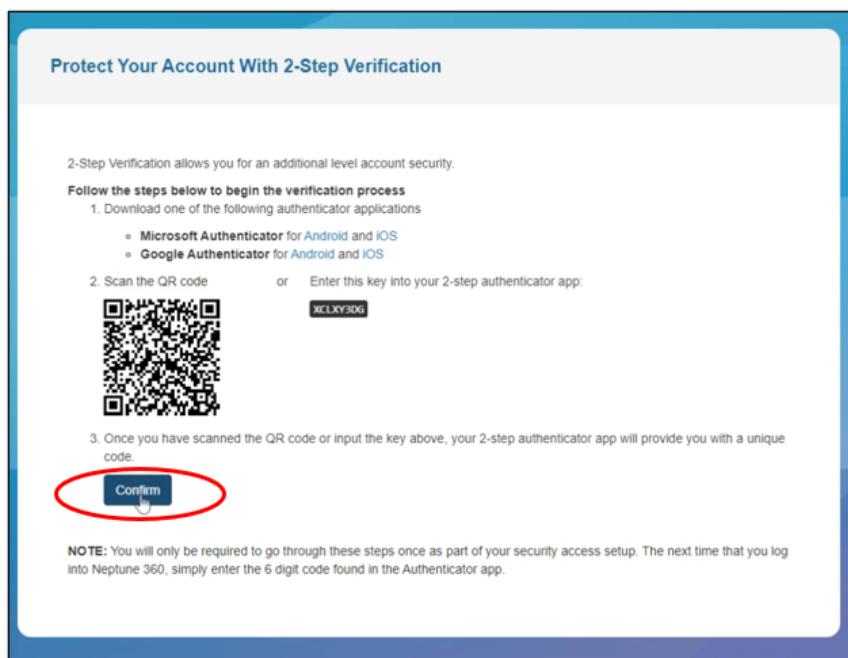 Protect Your Account With 2-Step Verification
2-Step Verification allows you for an additional level account security.
Follow the steps below to begin the verification process
1. Download one of the following authenticator applications
Microsoft Authenticator for Android and iOS
Google Authenticator for Android and iOS
2. Scan the QR code or Enter this key into your 2-step authenticator app:
XCLXY3DG
3. Once you have scanned the QR code or input the key above, your 2-step authenticator app will provide you with a unique
code.
Confirm
NOTE: You will only be required to go through these steps once as part of your security access setup. The next time that you log
into Neptune 360, simply enter the 6 digit code found in the Authenticator app.